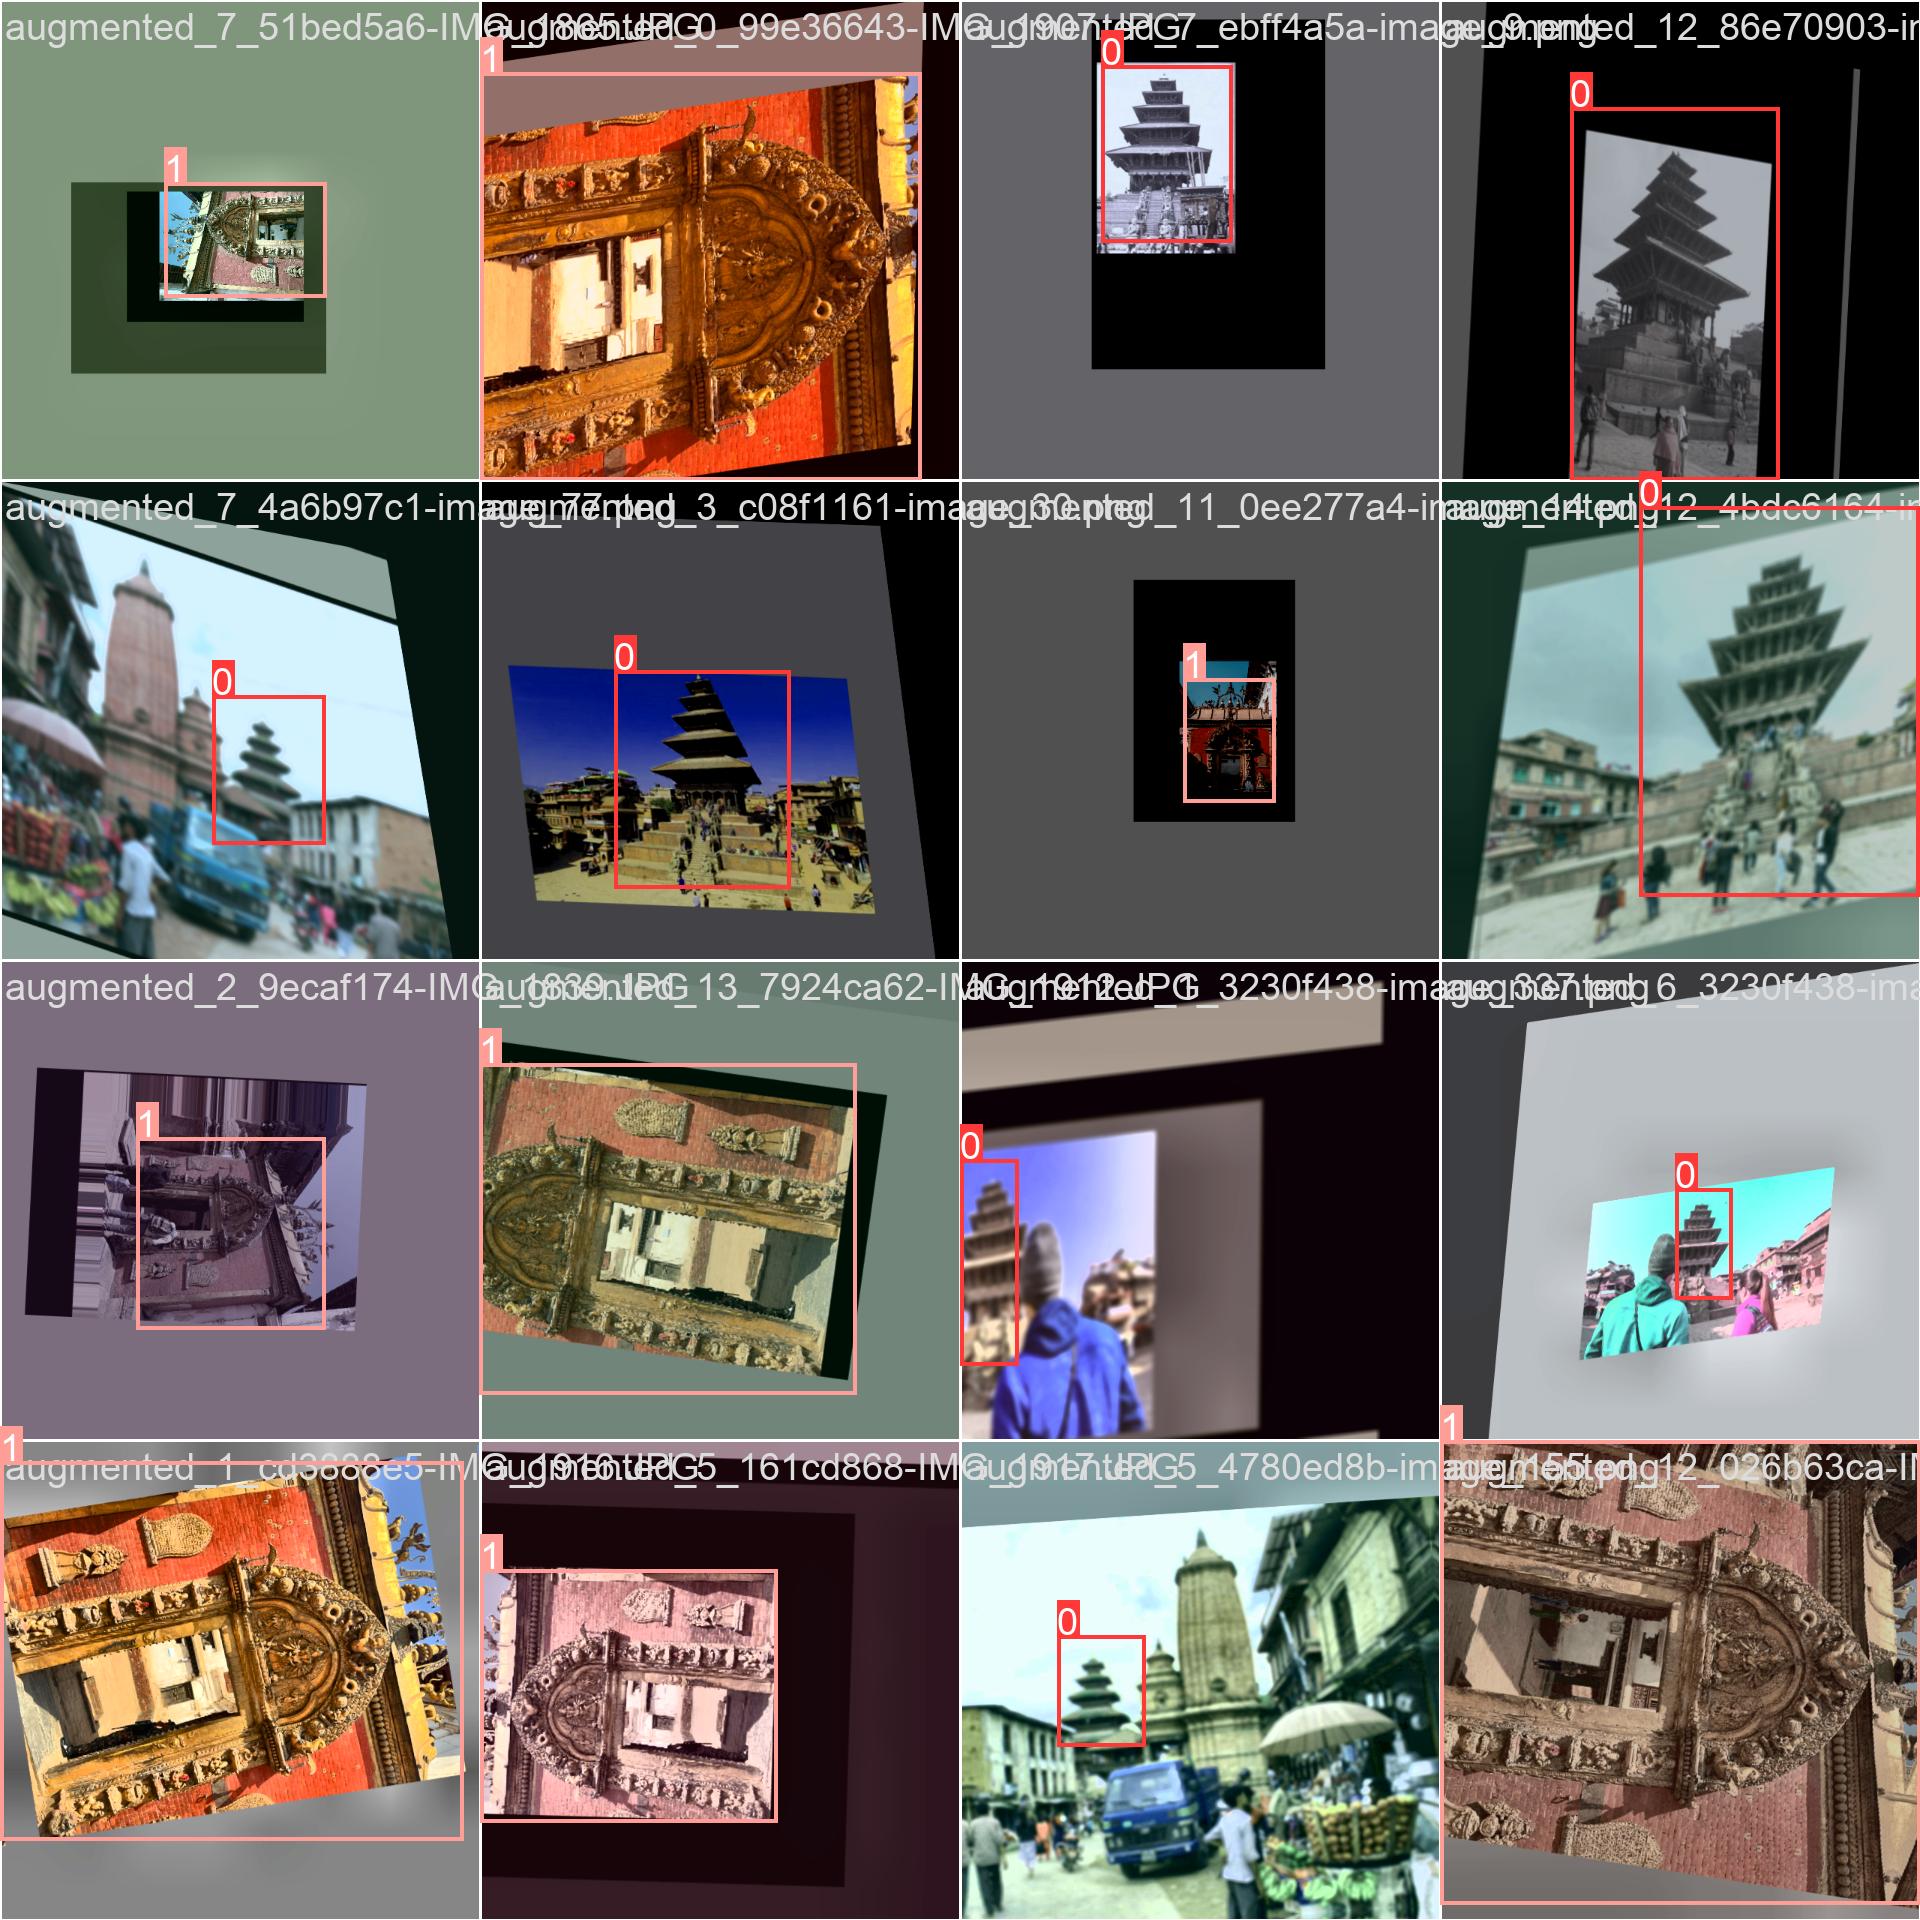 augmented_7_51bed5a6-IMG_1865.JPG
augmented_0_99e36643-IMG_1907.JPG
augmented_7_ebff4a5a-image_9.png
augmented_12_86e70903-i
1
1
0
0
augmented_7_4a6b97c1-image_77.png
augmented_3_c08f1161-image_30.png
augmented_11_0ee277a4-image_14.png
augmented_12_4bdc6164-i
0
0
1
0
augmented_2_9ecaf174-IMG_1839.JPG
augmented_13_7924ca62-IMG_1912.JPG
augmented_1_3230f438-image_337.png
augmented_6_3230f438-ima
1
1
0
0
augmented_1_cd3888e5-IMG_1916.JPG
augmented_5_161cd868-IMG_1917.JPG
augmented_5_4780ed8b-image_155.png
augmented_12_026b63ca-I
1
1
0
1